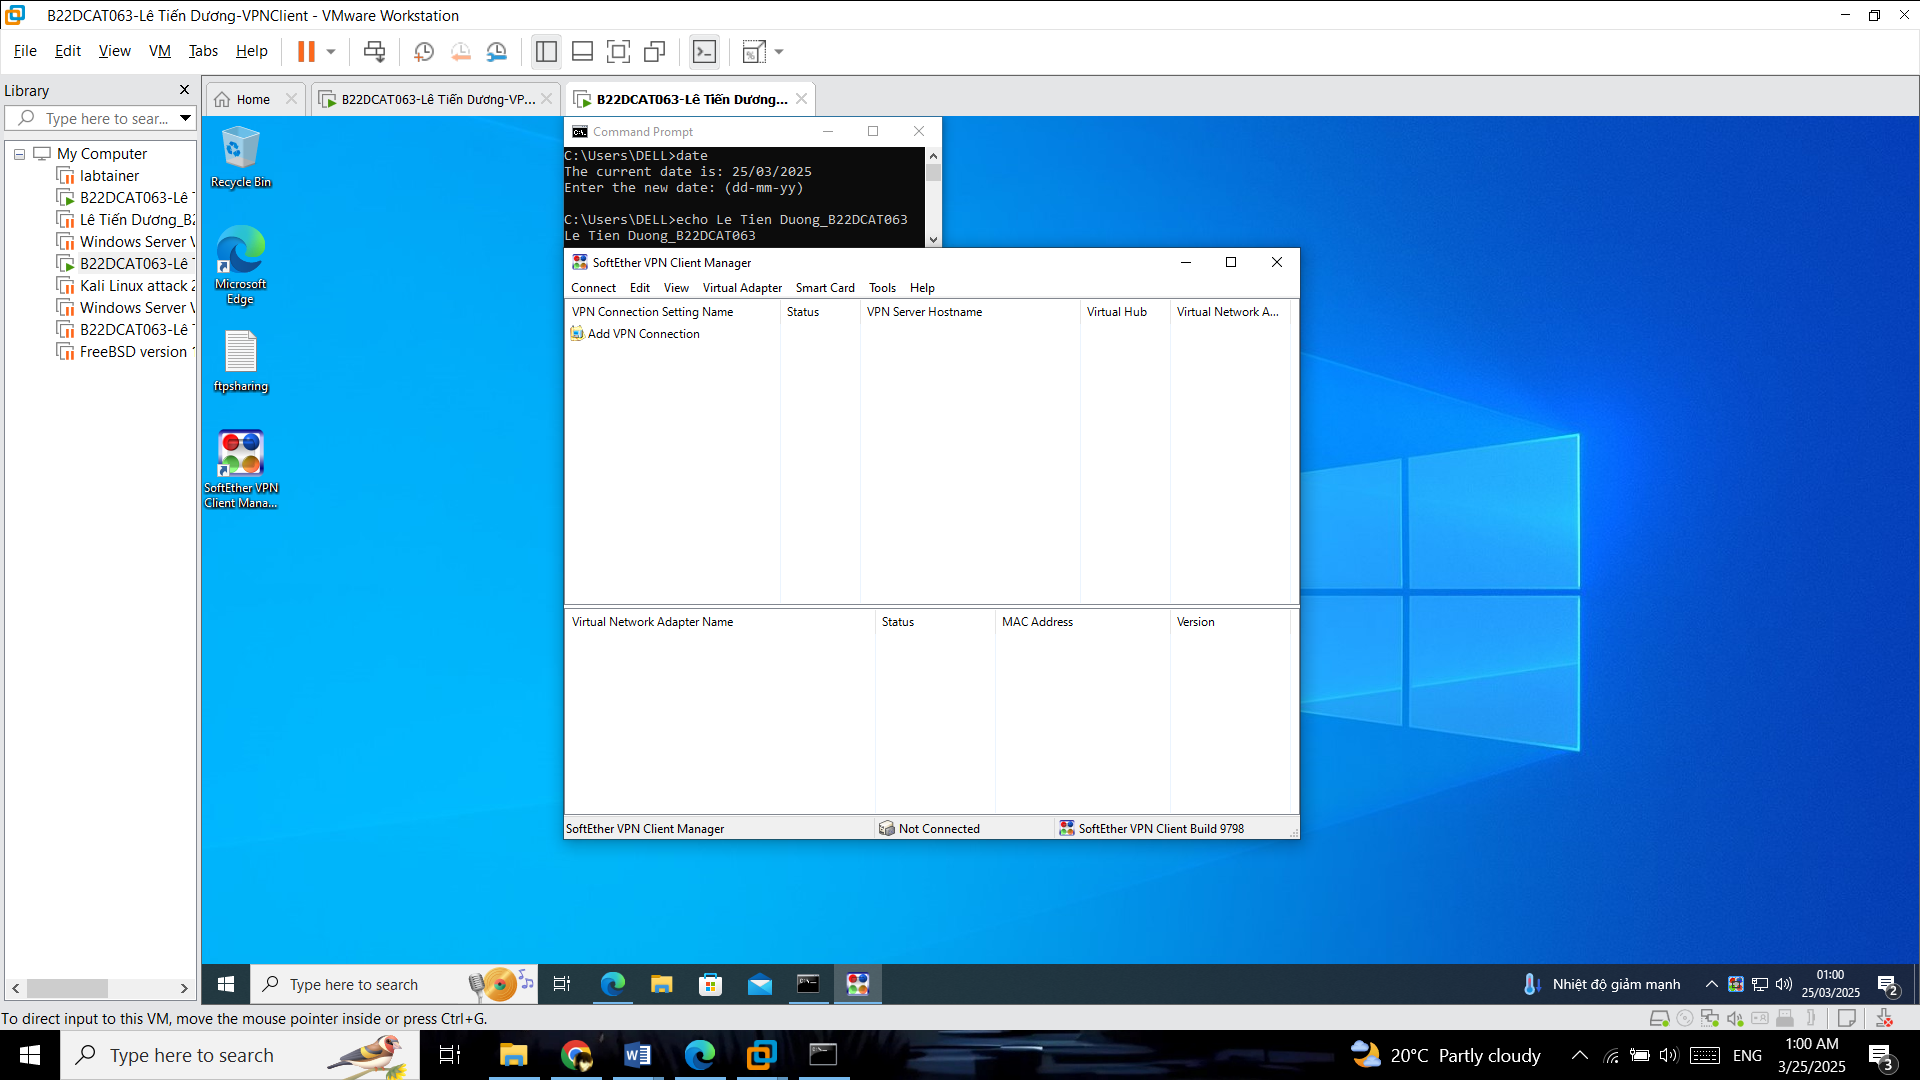 B22DCAT063-Lê Tiến Dương-VPNClient - VMware Workstation
File Edit View VM Tabs Help
Library
Type here to sear...
My Computer
labtainer
B22DCAT063-Lê
Lê Tiến Dương_B2
Windows Server
B22DCAT063-Lê
Kali Linux attack 2
Windows Server
B22DCAT063-Lê
FreeBSD version
Home
B22DCAT063-Lê Tiến Dương-VP...
B22DCAT063-Lê Tiến Dương...
Recycle Bin
Microsoft
Edge
ftpsharing
SoftEther VPN
Client Mana...
Command Prompt
C:\Users\DELL>date
The current date is: 25/03/2025
Enter the new date: (dd-mm-yy)
C:\Users\DELL>echo Le Tien Duong_B22DCAT063
Le Tien Duong_B22DCAT063
SoftEther VPN Client Manager
Connect Edit View Virtual Adapter Smart Card Tools Help
VPN Connection Setting Name Status VPN Server Hostname Virtual Hub Virtual Network A...
Add VPN Connection
Virtual Network Adapter Name Status MAC Address Version
SoftEther VPN Client Manager Not Connected SoftEther VPN Client Build 9798
Type here to search
Nhiệt độ giảm mạnh
01:00
25/03/2025
2
To direct input to this VM, move the mouse pointer inside or press Ctrl+G.
Type here to search
20°C Partly cloudy
ENG
1:00 AM
3/25/2025
3